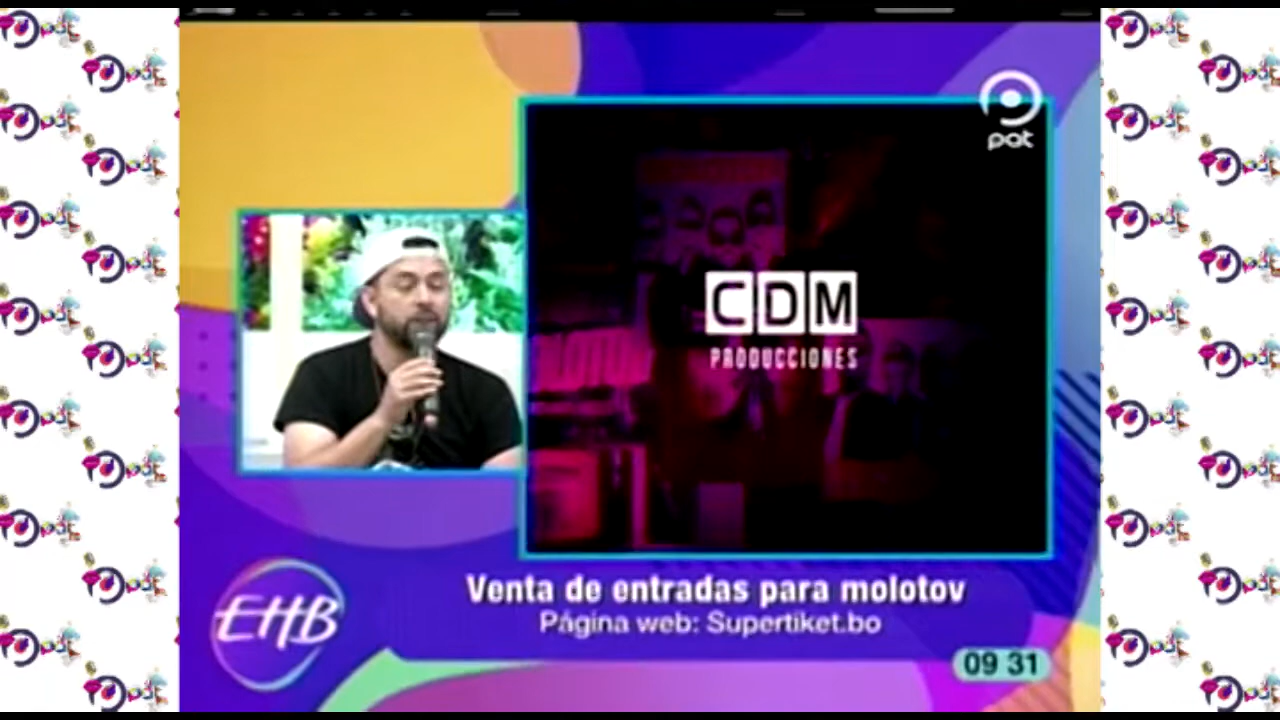 pat
CDM
PRODUCCIONES
Venta de entradas para molotov
Página web: Supertiket.bo
EHB
09 31